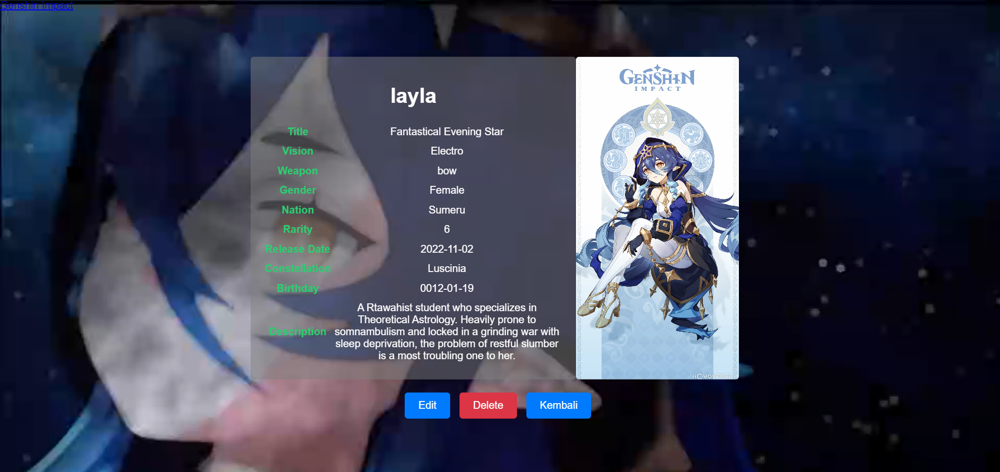 Genshin Impact
layla
Title Fantastical Evening Star
Vision Electro
Weapon bow
Gender Female
Nation Sumeru
Rarity 6
Release Date 2022-11-02
Constellation Luscinia
Birthday 0012-01-19
Description A Rtawahist student who specializes in
Theoretical Astrology. Heavily prone to
somnambulism and locked in a grinding war with
sleep deprivation, the problem of restful slumber
is a most troubling one to her.
GENSHIN
IMPACT
HOYOVERSE
Edit Delete Kembali